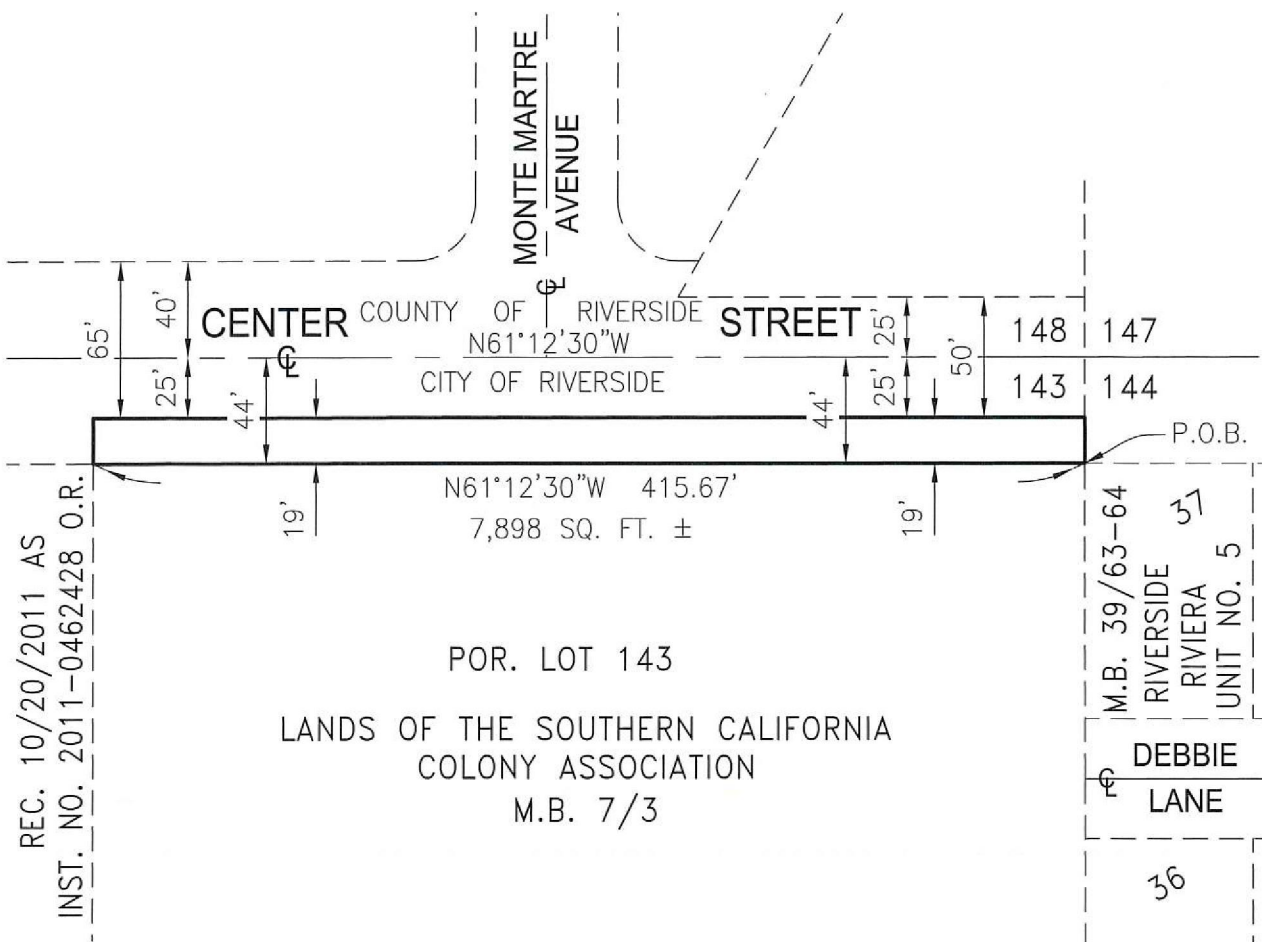 MONTE MARTRE
AVENUE
℄
65'
40'
25'
CENTER
℄
COUNTY OF RIVERSIDE
N61°12'30"W
CITY OF RIVERSIDE
STREET
25'
25'
50'
148 147
143 144
44'
44'
P.O.B.
N61°12'30"W 415.67'
7,898 SQ. FT. ±
19'
19'
REC. 10/20/2011 AS
INST. NO. 2011-0462428 O.R.
POR. LOT 143
LANDS OF THE SOUTHERN CALIFORNIA
COLONY ASSOCIATION
M.B. 7/3
M.B. 39/63-64
RIVERSIDE
RIVIERA
UNIT NO. 5
37
℄
DEBBIE
LANE
36